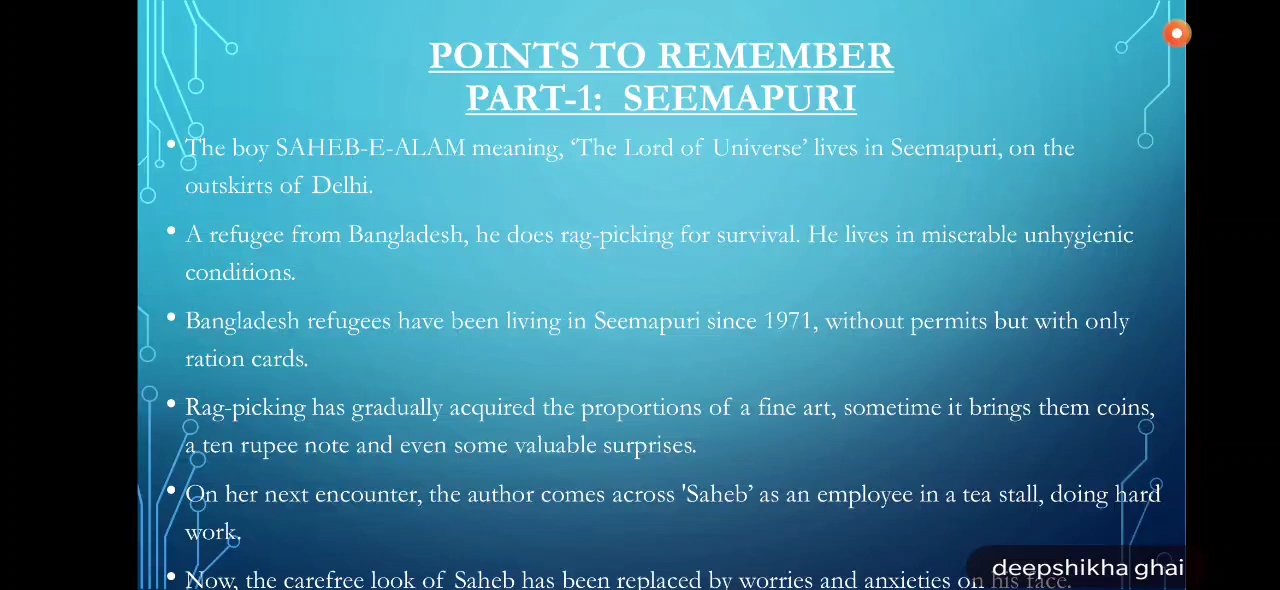 POINTS TO REMEMBER
PART-1: SEEMAPURI
• The boy SAHEB-E-ALAM meaning, ‘The Lord of Universe’ lives in Seemapuri, on the
outskirts of Delhi.
• A refugee from Bangladesh, he does rag-picking for survival. He lives in miserable unhygienic
conditions.
• Bangladesh refugees have been living in Seemapuri since 1971, without permits but with only
ration cards.
• Rag-picking has gradually acquired the proportions of a fine art, sometime it brings them coins,
a ten rupee note and even some valuable surprises.
• On her next encounter, the author comes across 'Saheb’ as an employee in a tea stall, doing hard
work.
• Now, the carefree look of Saheb has been replaced by worries and anxieties on his face.
deepshikha ghai